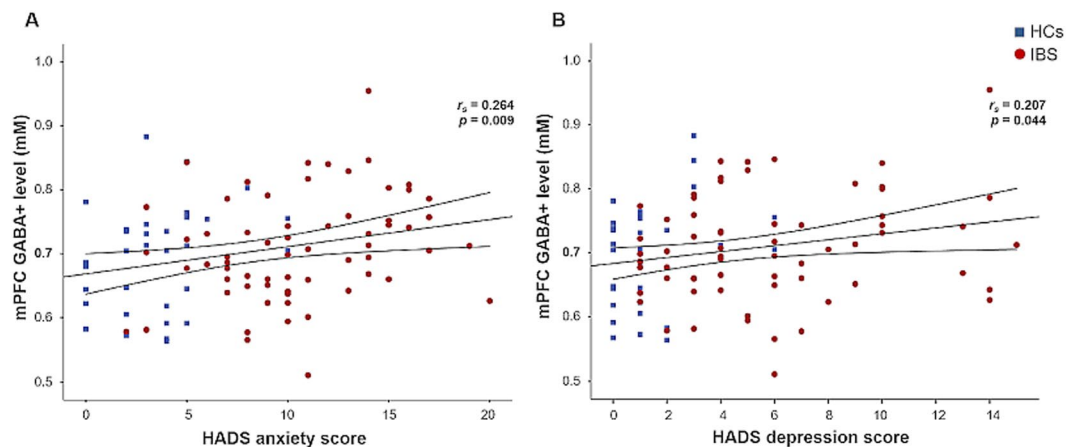 A
mPFC GABA+ level (mM)
1.0
0.9
0.8
0.7
0.6
0.5
0
5
10
15
20
HADS anxiety score
rs = 0.264
p = 0.009
B
HCs
IBS
mPFC GABA+ level (mM)
1.0
0.9
0.8
0.7
0.6
0.5
0
2
4
6
8
10
12
14
HADS depression score
rs = 0.207
p = 0.044